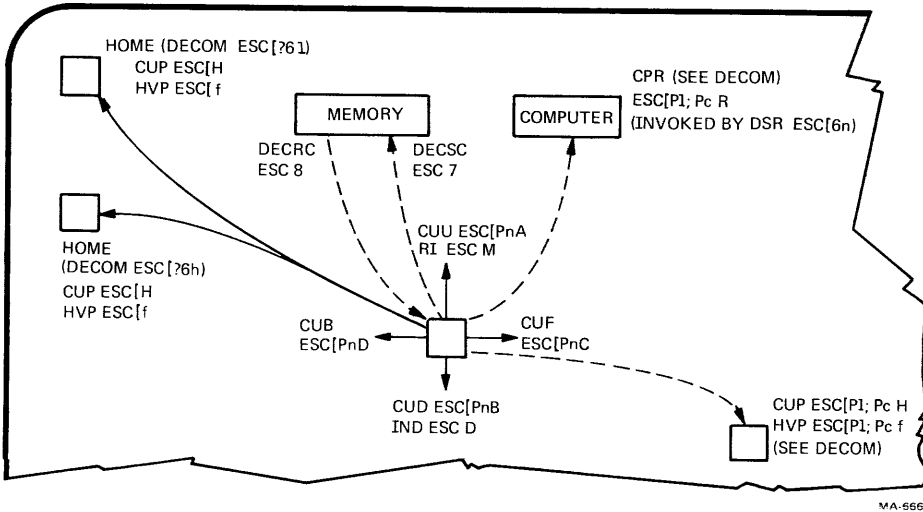 HOME (DECOM ESC[?61)
CUP ESC[H
HVP ESC[f
MEMORY
COMPUTER
CPR (SEE DECOM)
ESC[P1; Pc R
(INVOKED BY DSR ESC[6n)
DECRC
ESC 8
DECSC
ESC 7
HOME
(DECOM ESC[?6h)
CUP ESC[H
HVP ESC[f
CUU ESC[PnA
RI ESC M
CUB
ESC[PnD
CUF
ESC[PnC
CUD ESC[PnB
IND ESC D
CUP ESC[P1; Pc H
HVP ESC[P1; Pc f
(SEE DECOM)
MA-666